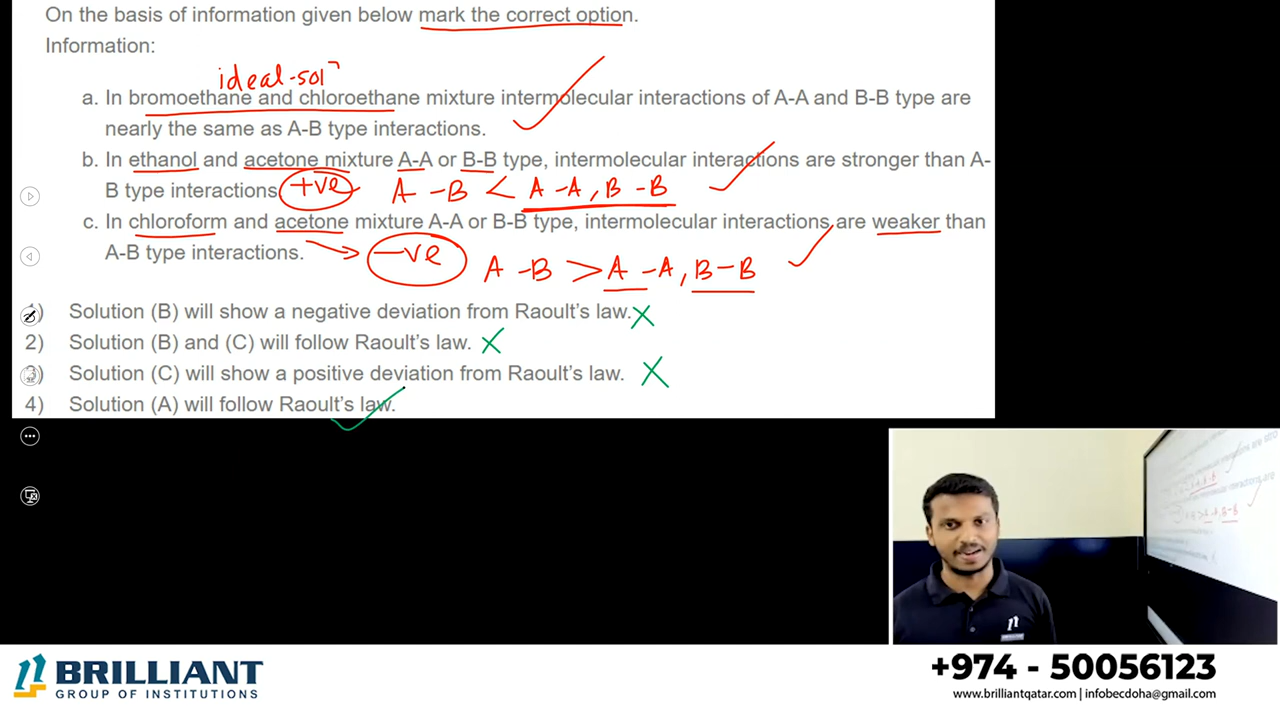 On the basis of information given below mark the correct option.
Information:
ideal-sol
a. In bromoethane and chloroethane mixture intermolecular interactions of A-A and B-B type are
nearly the same as A-B type interactions.
b. In ethanol and acetone mixture A-A or B-B type, intermolecular interactions are stronger than A-
B type interactions +ve A-B < A-A, B-B
c. In chloroform and acetone mixture A-A or B-B type, intermolecular interactions are weaker than
A-B type interactions. -ve A-B > A-A, B-B
1) Solution (B) will show a negative deviation from Raoult's law. X
2) Solution (B) and (C) will follow Raoult's law. X
3) Solution (C) will show a positive deviation from Raoult's law. X
4) Solution (A) will follow Raoult's law.
BRILLIANT
GROUP OF INSTITUTIONS
+974 - 50056123
www.brilliantqatar.com | infobecdoha@gmail.com